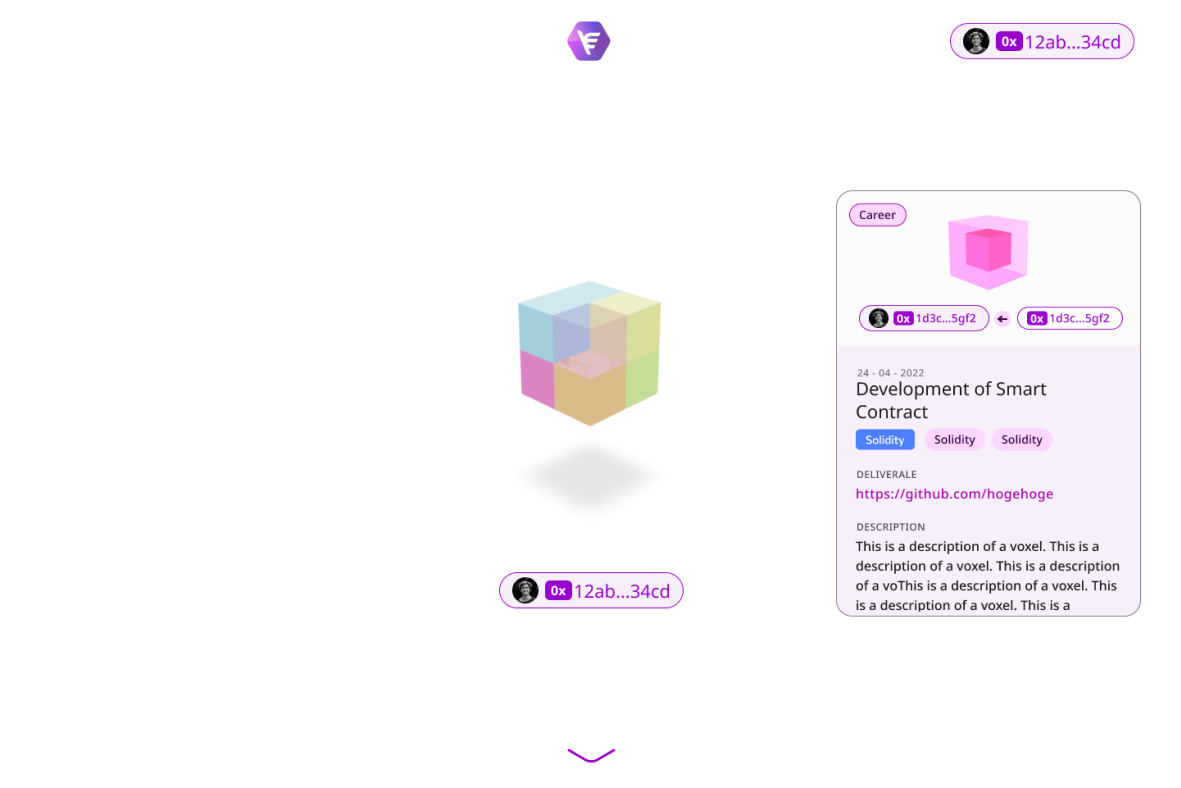 0x 12ab...34cd
Career
0x 1d3c...5gf2
0x 1d3c...5gf2
24 - 04 - 2022
Development of Smart
Contract
Solidity Solidity Solidity
DELIVERALE
https://github.com/hogehoge
DESCRIPTION
This is a description of a voxel. This is a
description of a voxel. This is a description
of a voThis is a description of a voxel. This
is a description of a voxel. This is a
0x 12ab...34cd